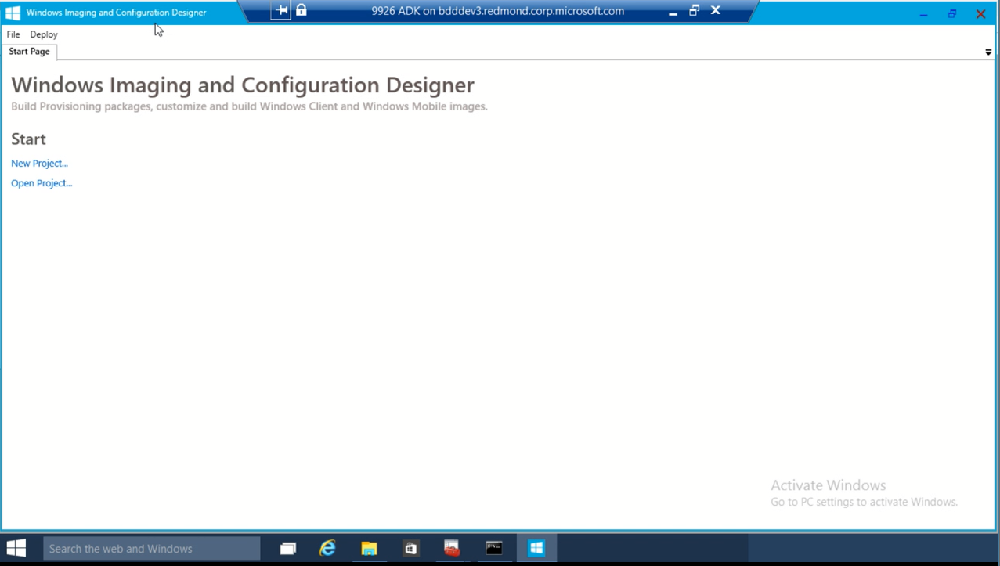 Windows Imaging and Configuration Designer
9926 ADK on bdddev3.redmond.corp.microsoft.com
File Deploy
Start Page
Windows Imaging and Configuration Designer
Build Provisioning packages, customize and build Windows Client and Windows Mobile images.
Start
New Project...
Open Project...
Activate Windows
Go to PC settings to activate Windows.
Search the web and Windows